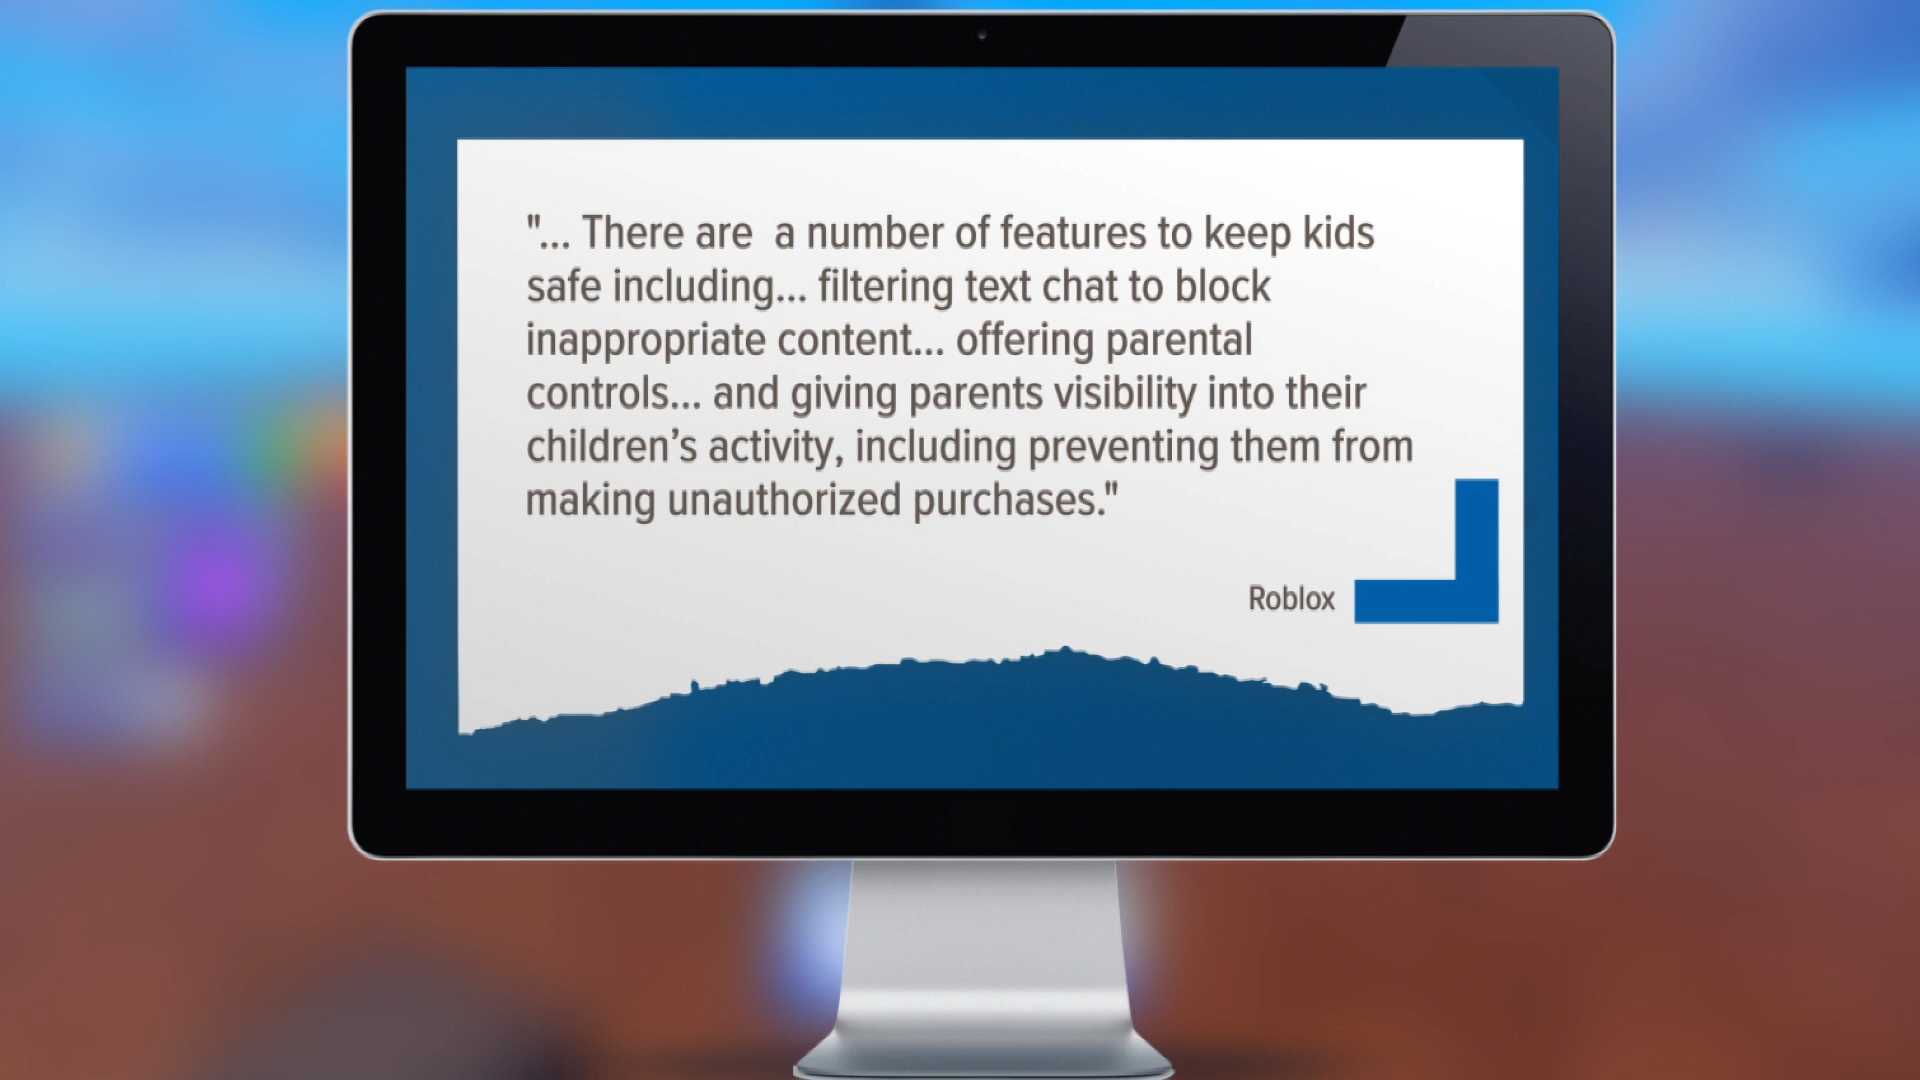 "... There are  a number of features to keep kids
safe including... filtering text chat to block
inappropriate content... offering parental
controls... and giving parents visibility into their
children’s activity, including preventing them from
making unauthorized purchases."
Roblox